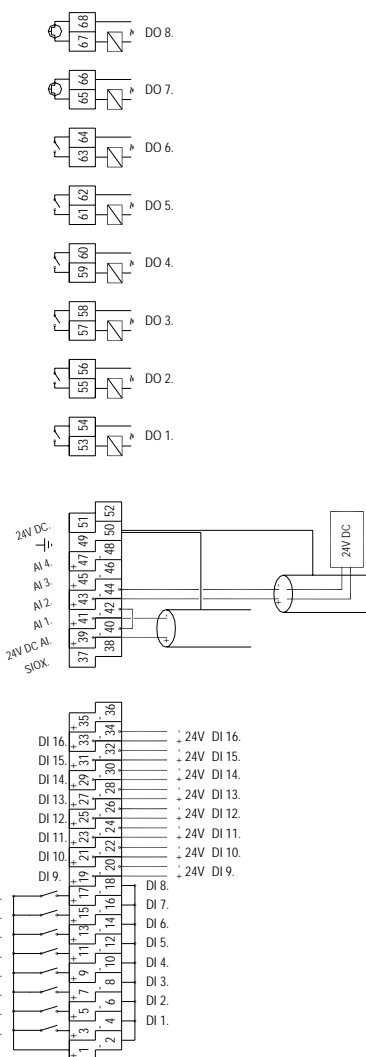 68
67
DO 8.
66
65
DO 7.
64
63
DO 6.
62
61
DO 5.
60
59
DO 4.
58
57
DO 3.
56
55
DO 2.
54
53
DO 1.
24V DC.
AI 4.
AI 3.
AI 2.
AI 1.
24V DC AI.
SIOX.
51
49
+ 47
+ 45
+ 43
+ 41
+ 39
37
52
50
- 48
- 46
- 44
- 42
- 40
38
24V DC
- +
- +
+ 35
- 36
DI 16. + 33 - 34 - + 24V DI 16.
DI 15. + 31 - 32 - + 24V DI 15.
DI 14. + 29 - 30 - + 24V DI 14.
DI 13. + 27 - 28 - + 24V DI 13.
DI 12. + 25 - 26 - + 24V DI 12.
DI 11. + 23 - 24 - + 24V DI 11.
DI 10. + 21 - 22 - + 24V DI 10.
DI 9. + 19 - 20 - + 24V DI 9.
+ 17 - 18 DI 8.
+ 15 - 16 DI 7.
+ 13 - 14 DI 6.
+ 11 - 12 DI 5.
+ 9 - 10 DI 4.
+ 7 - 8 DI 3.
+ 5 - 6 DI 2.
+ 3 - 4 DI 1.
+ 1 - 2